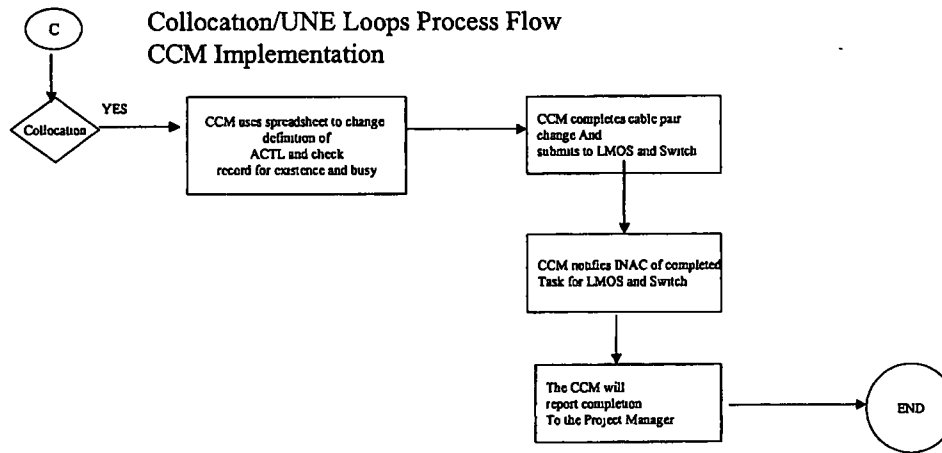 C
Collocation/UNE Loops Process Flow
CCM Implementation
Collocation
YES
CCM uses spreadsheet to change
definition of
ACTL and check
record for existence and busy
CCM completes cable pair
change And
submits to LMOS and Switch
CCM notifies INAC of completed
Task for LMOS and Switch
The CCM will
report completion
To the Project Manager
END